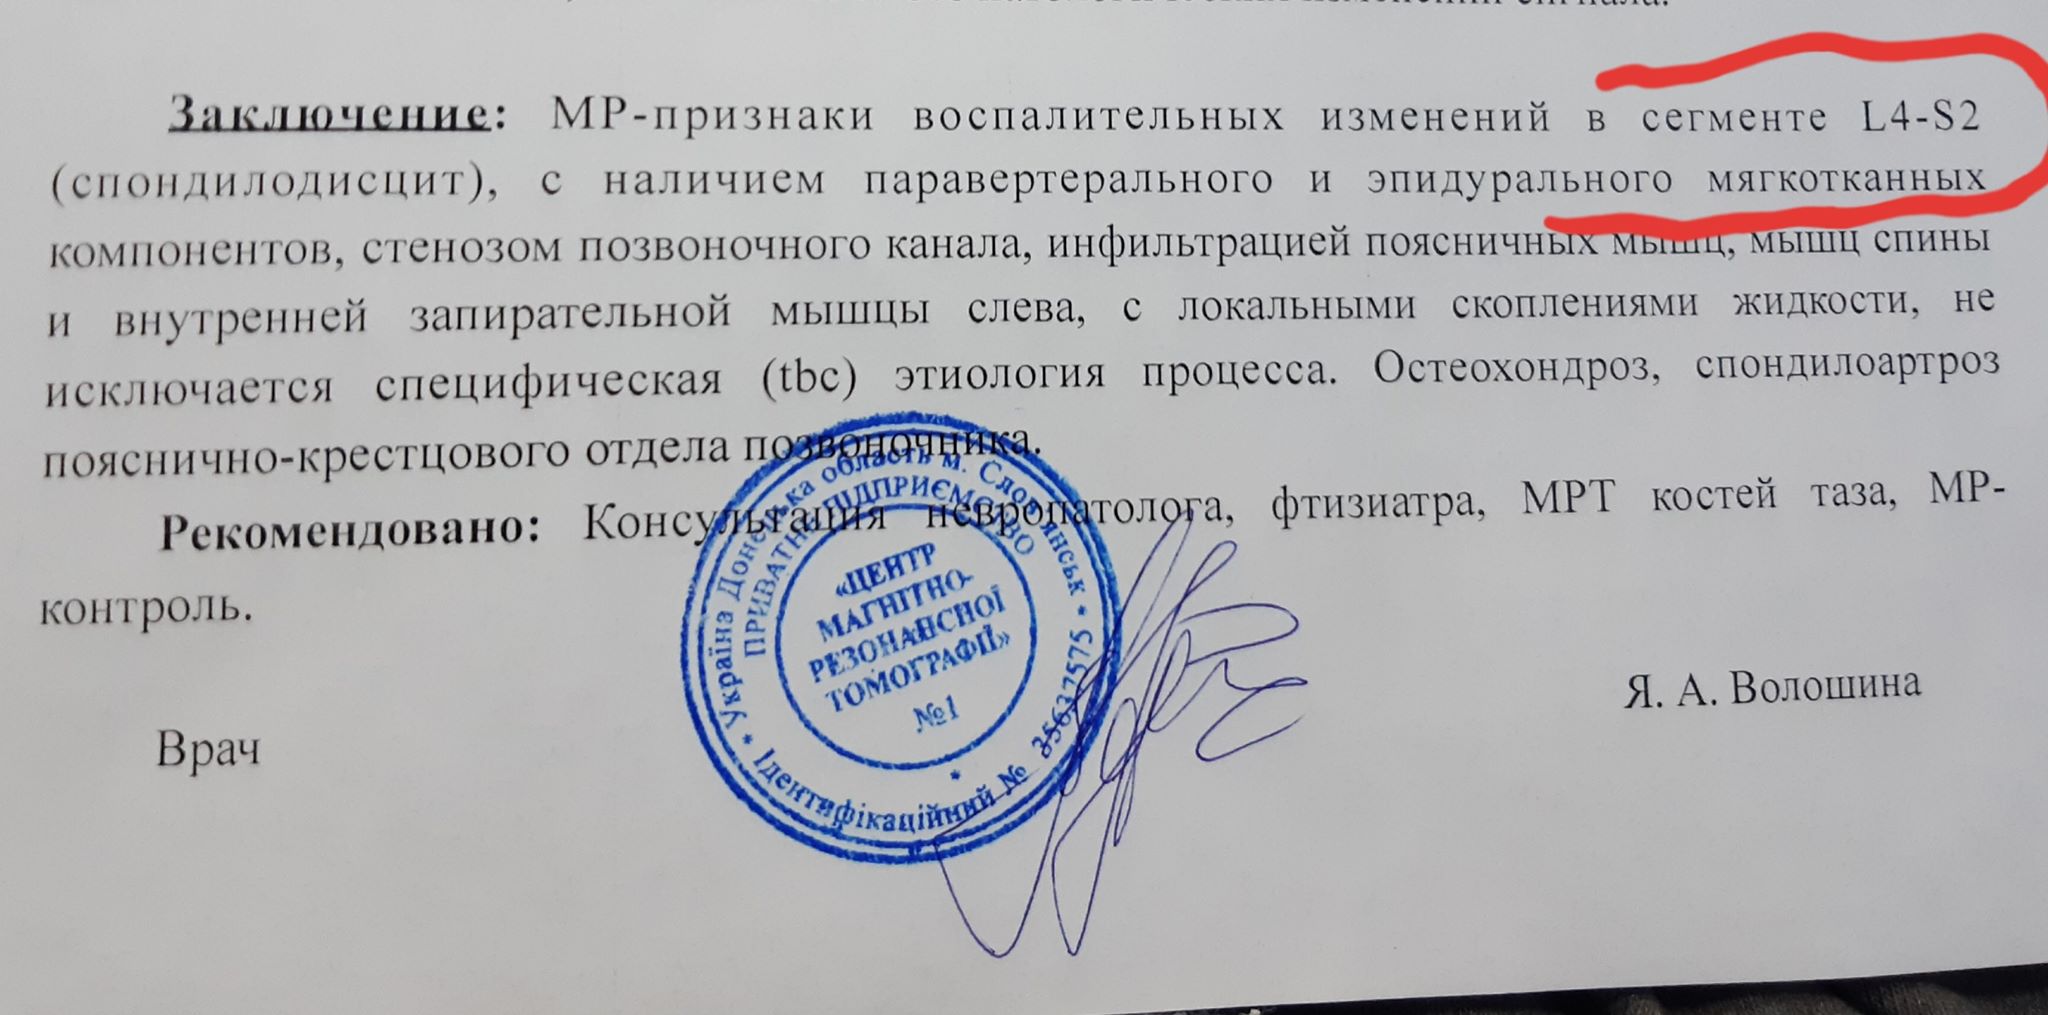 Заключение: МР-признаки воспалительных изменений в сегменте L4-S2
(спондилодисцит), с наличием паравертерального и эпидурального мягкотканных
компонентов, стенозом позвоночного канала, инфильтрацией поясничных мышц, мышц спины
и внутренней запирательной мышцы слева, с локальными скоплениями жидкости, не
исключается специфическая (tbc) этиология процесса. Остеохондроз, спондилоартроз
пояснично-крестцового отдела позвоночника.
Рекомендовано: Консультация невропатолога, фтизиатра, МРТ костей таза, МР-
контроль.
Врач
Я. А. Волошина
* Україна Донецька область м. Слов'янськ *
ПРИВАТНЕ ПІДПРИЄМСТВО
«ЦЕНТР
МАГНІТНО-
РЕЗОНАНСНОЇ
ТОМОГРАФІЇ»
№1
*
Ідентифікаційний № 35637575